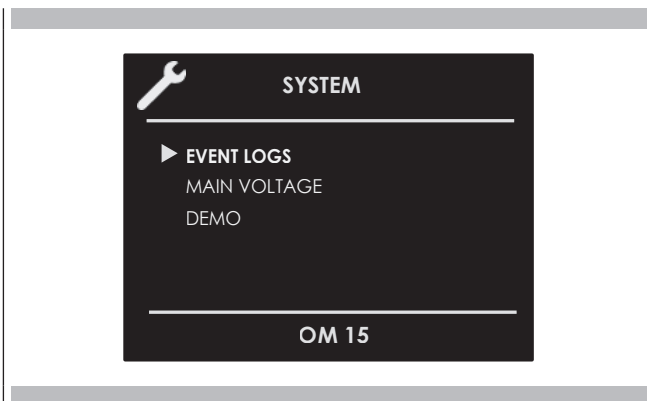 SYSTEM
EVENT LOGS
MAIN VOLTAGE
DEMO
OM 15